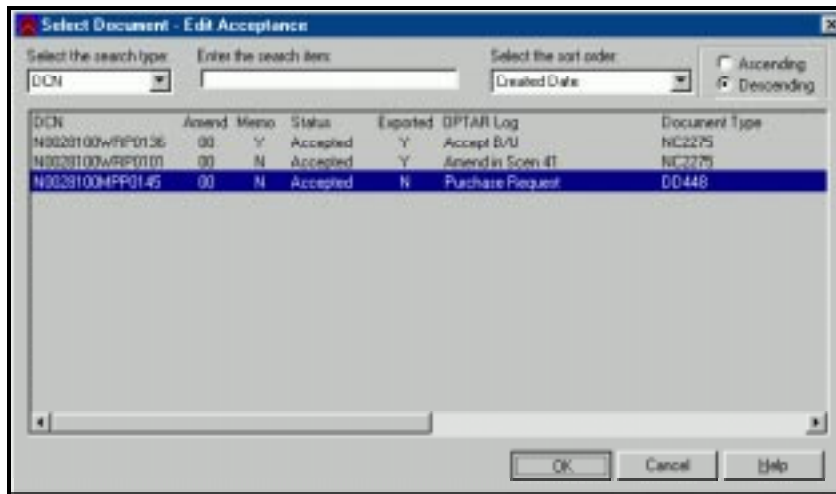 Select Document - Edit Acceptance
Select the search type: Enter the search item: Select the sort order:
DCN Created Date
Ascending
Descending
DCN Amend Memo Status Exported OPTAR Log Document Type
N0028100WRP0136 00 Y Accepted Y Accept B/U NC2275
N0028100WRP0101 00 N Accepted Y Amend in Scen 41 NC2275
N0028100MPP0145 00 N Accepted N Purchase Request DD448
OK Cancel Help